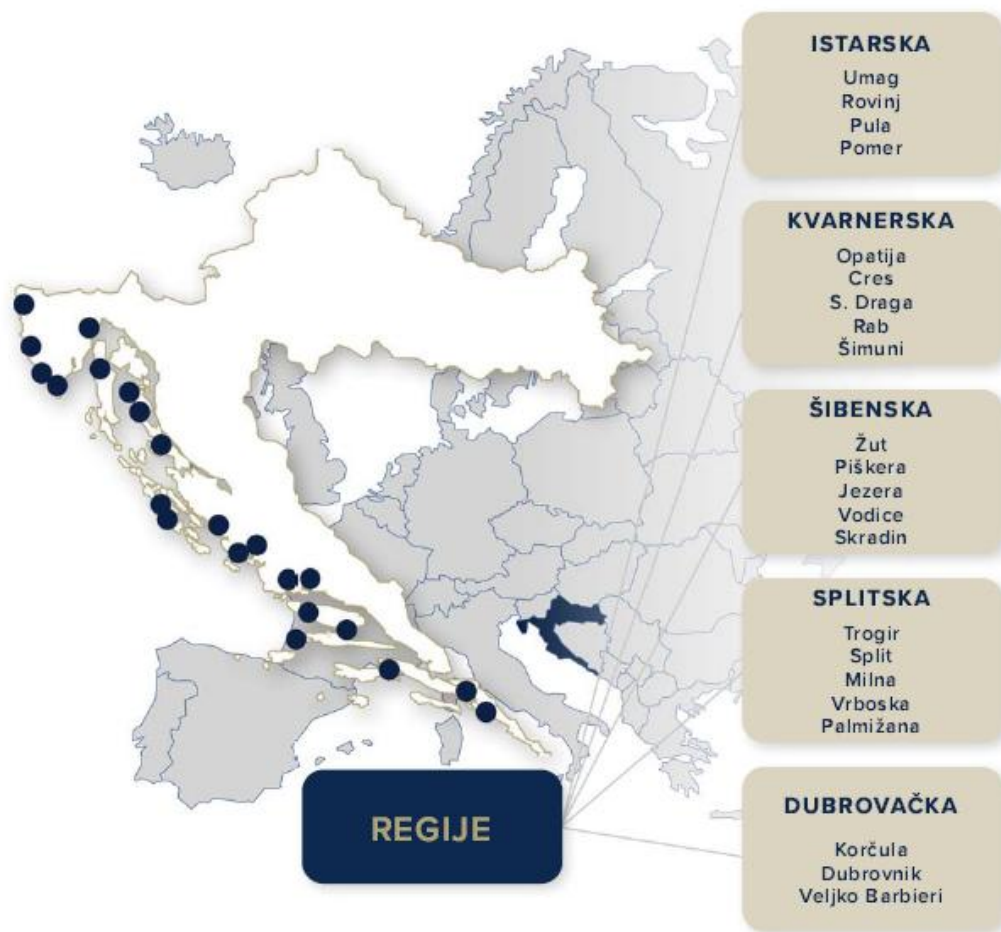 ISTARSKA
Umag
Rovinj
Pula
Pomer
KVARNERSKA
Opatija
Cres
S. Draga
Rab
Šimuni
ŠIBENSKA
Žut
Piškera
Jezera
Vodice
Skradin
SPLITSKA
Trogir
Split
Milna
Vrboska
Palmižana
DUBROVAČKA
Korčula
Dubrovnik
Veljko Barbieri
REGIJE